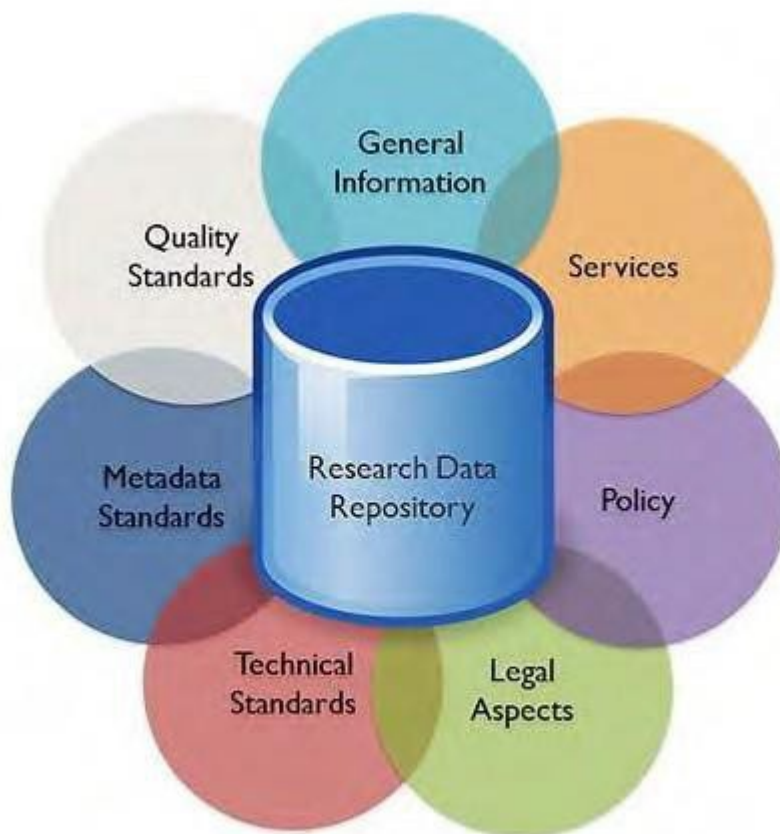 General
Information
Quality
Standards
Services
Metadata
Standards
Research Data
Repository
Policy
Technical
Standards
Legal
Aspects